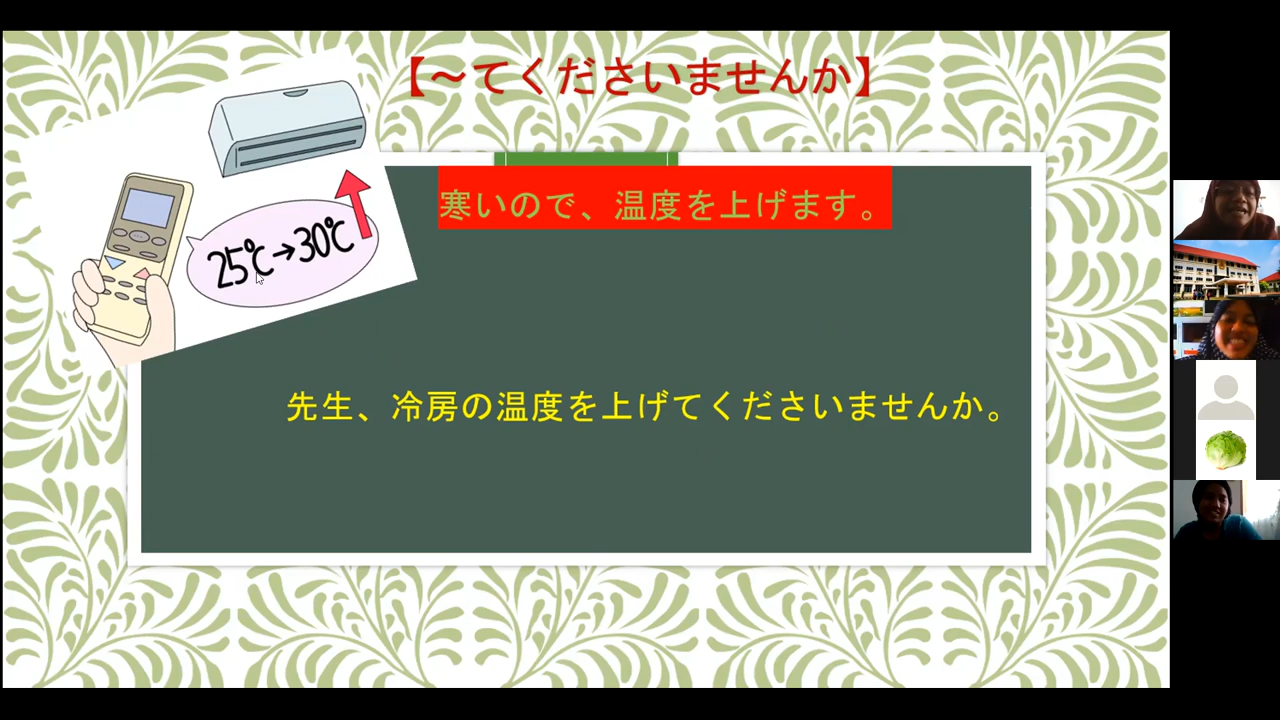 【～てくださいませんか】
寒いので、温度を上げます。
25℃→30℃
先生、冷房の温度を上げてくださいませんか。